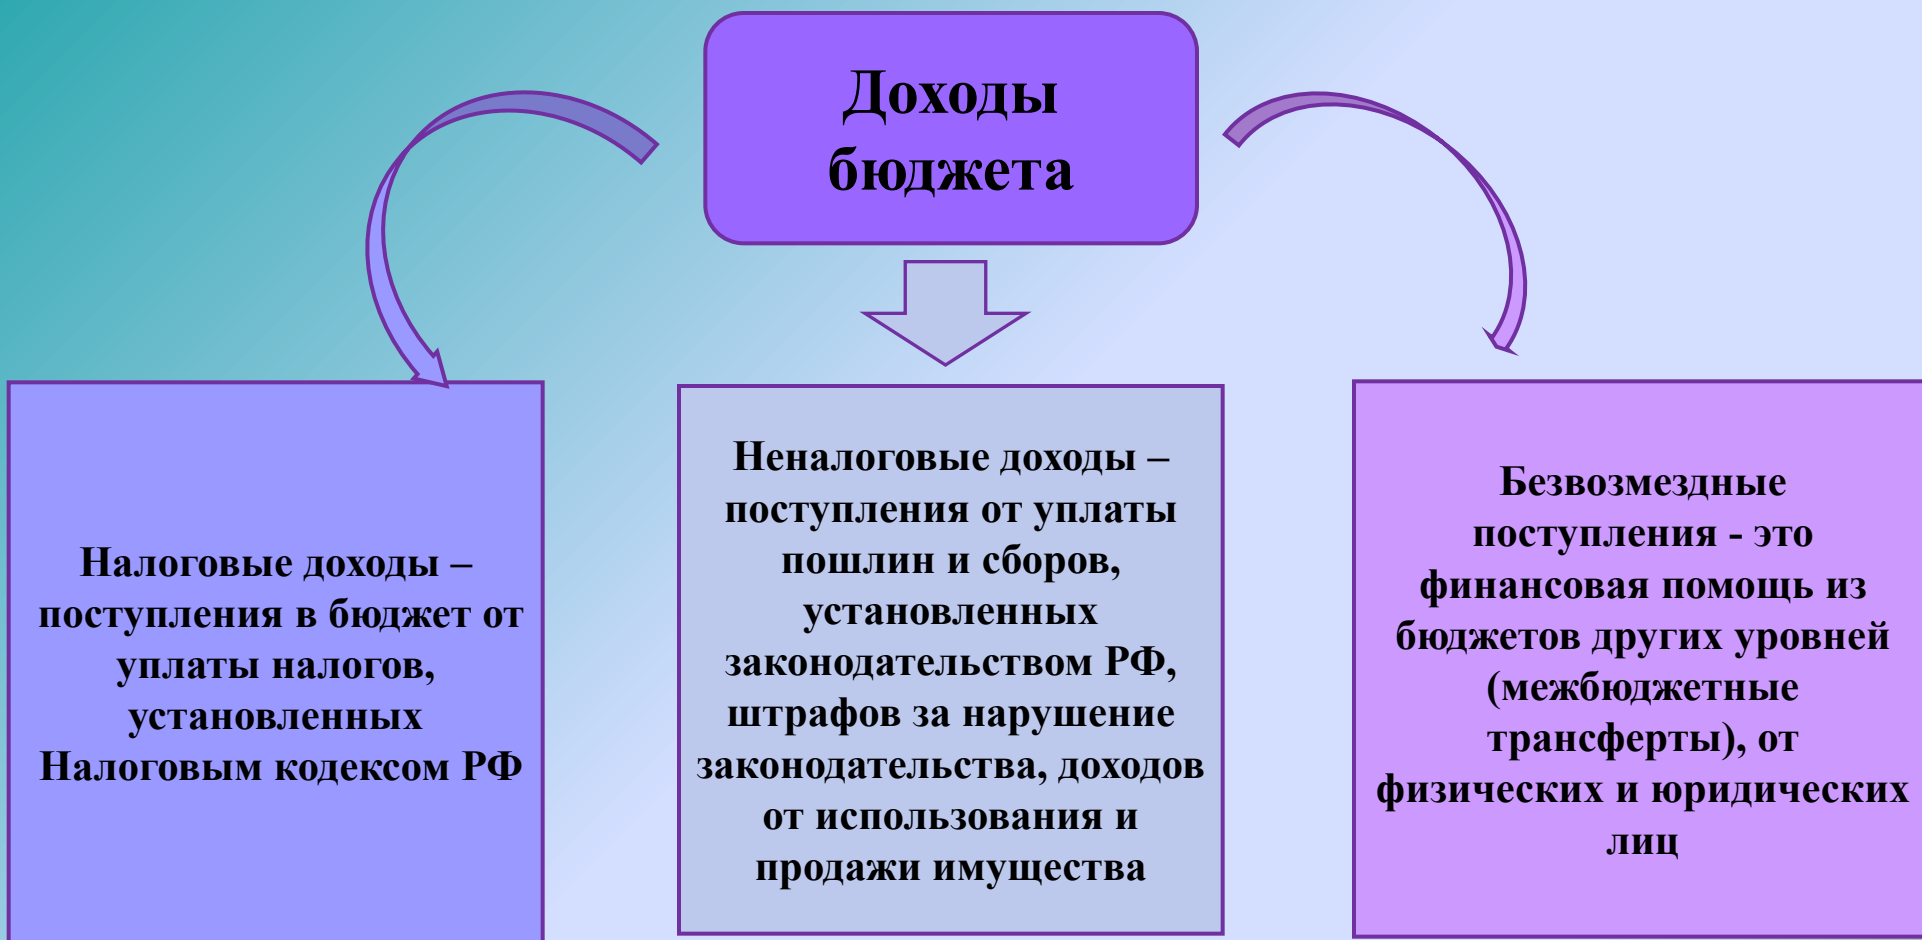 Доходы
бюджета
Налоговые доходы –
поступления в бюджет от
уплаты налогов,
установленных
Налоговым кодексом РФ
Неналоговые доходы –
поступления от уплаты
пошлин и сборов,
установленных
законодательством РФ,
штрафов за нарушение
законодательства, доходов
от использования и
продажи имущества
Безвозмездные
поступления - это
финансовая помощь из
бюджетов других уровней
(межбюджетные
трансферты), от
физических и юридических
лиц